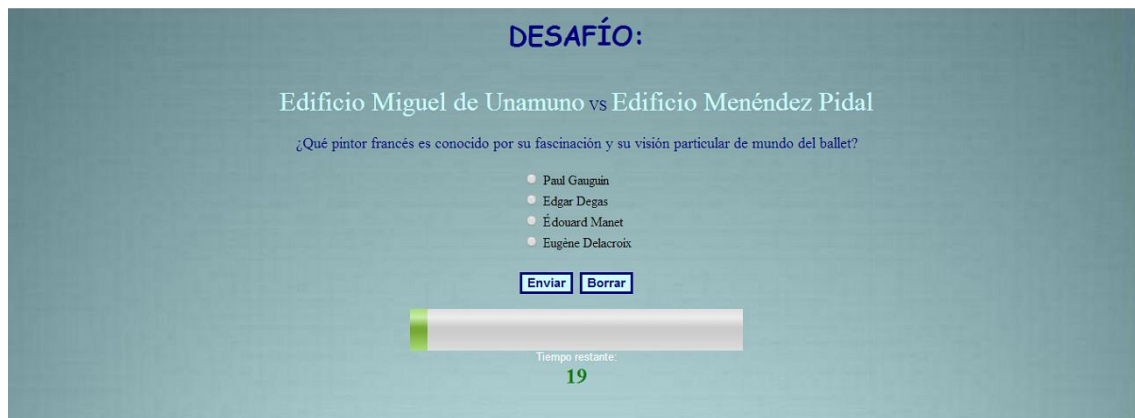 DESAFÍO:
Edificio Miguel de Unamuno vs Edificio Menéndez Pidal
¿Qué pintor francés es conocido por su fascinación y su visión particular de mundo del ballet?
Paul Gauguin
Edgar Degas
Édouard Manet
Eugène Delacroix
Enviar Borrar
Tiempo restante:
19